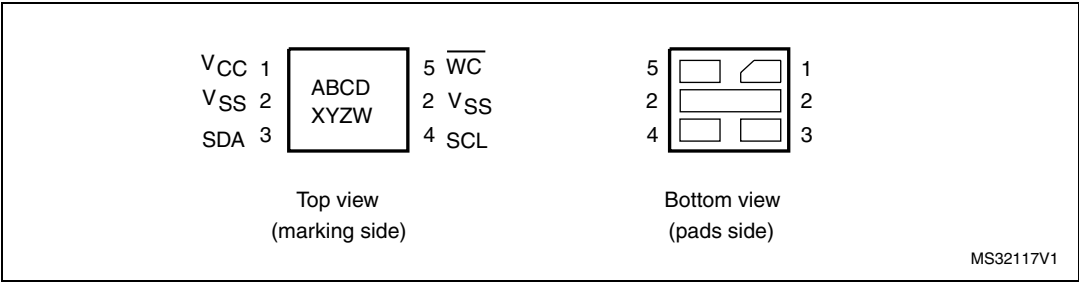 VCC 1 ABCD 5 W̅C̅
VSS 2 XYZW 2 VSS
SDA 3 4 SCL
5 1
2 2
4 3
Top view
(marking side)
Bottom view
(pads side)
MS32117V1